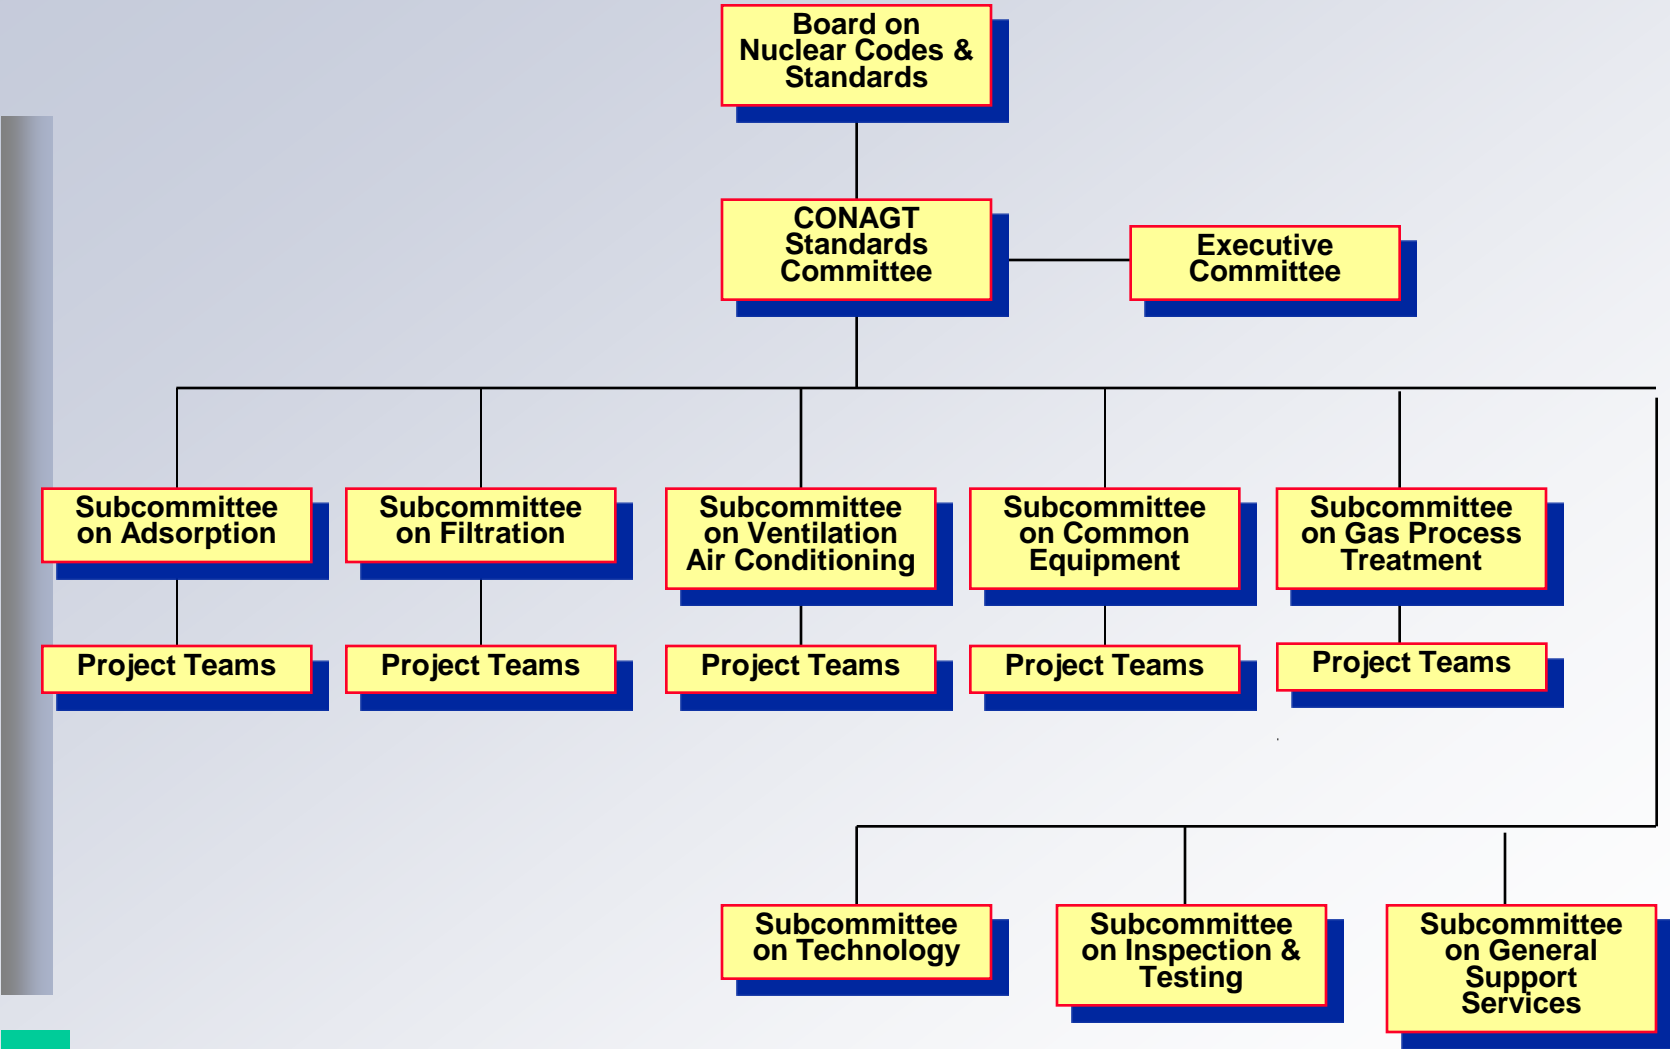 Board on
Nuclear Codes &
Standards
CONAGT
Standards
Committee
Executive
Committee
Subcommittee
on Adsorption
Subcommittee
on Filtration
Subcommittee
on Ventilation
Air Conditioning
Subcommittee
on Common
Equipment
Subcommittee
on Gas Process
Treatment
Project Teams
Project Teams
Project Teams
Project Teams
Project Teams
Subcommittee
on Technology
Subcommittee
on Inspection &
Testing
Subcommittee
on General
Support
Services